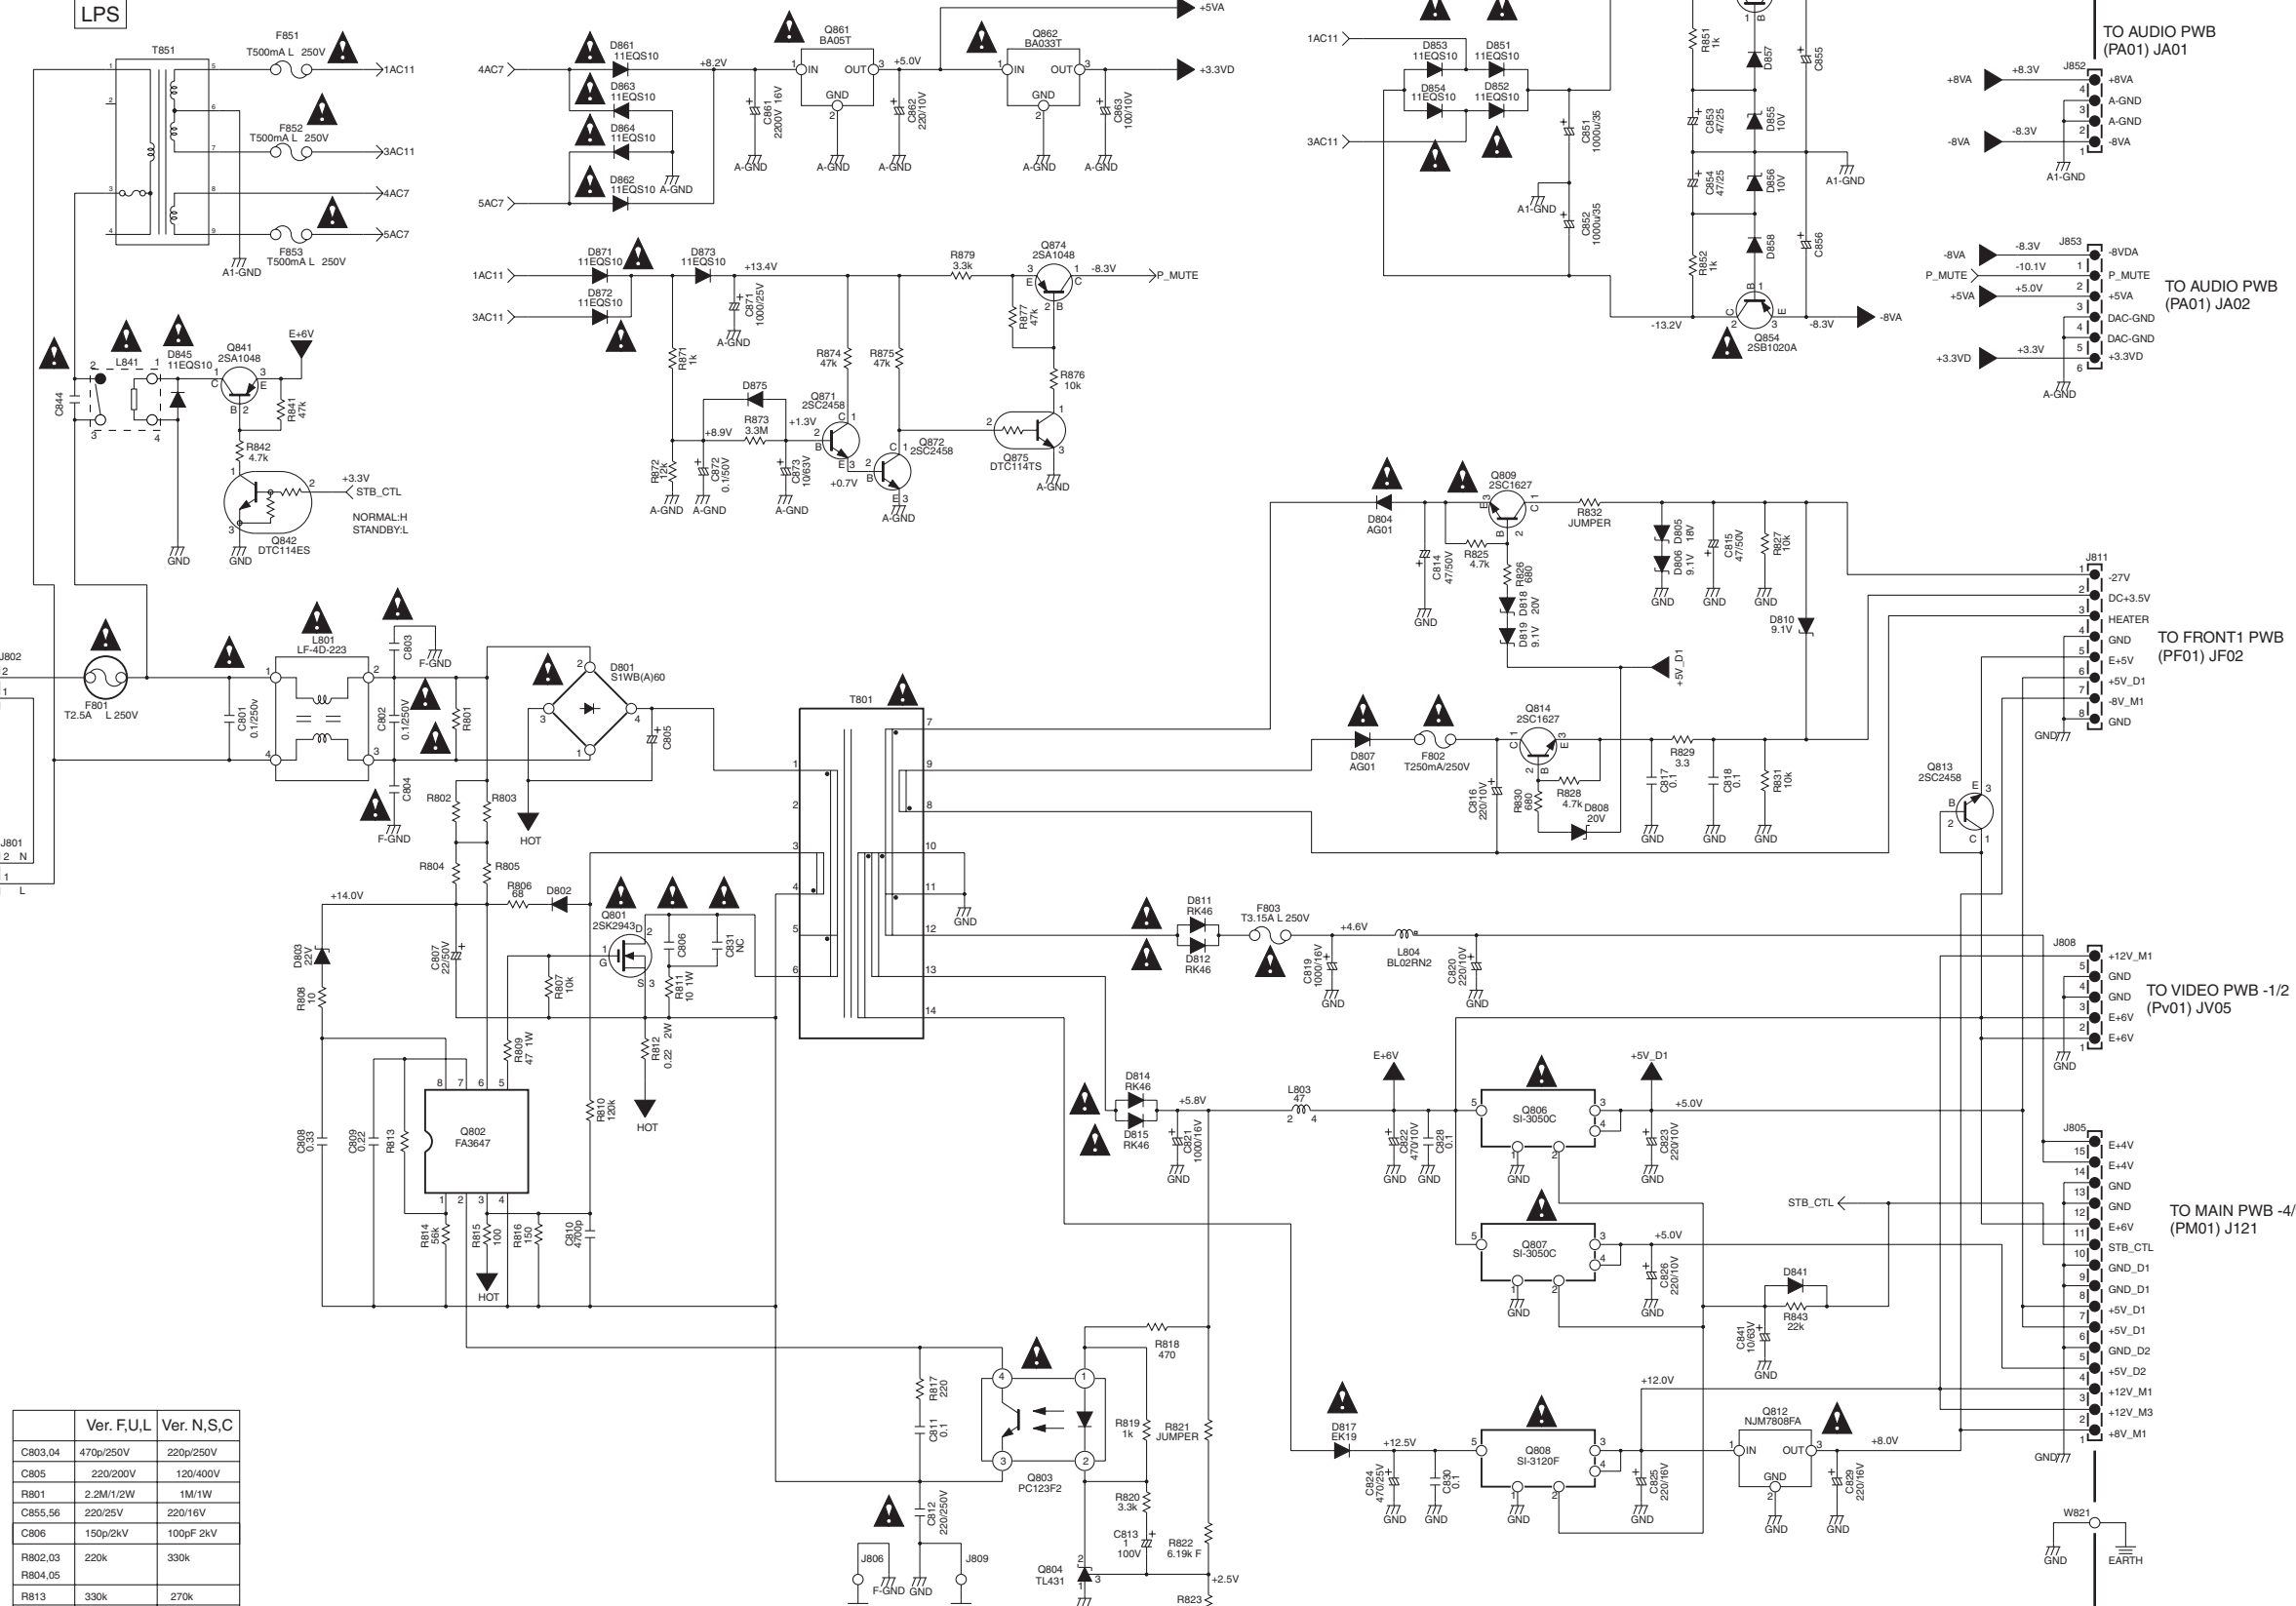 LPS
T851
F851
T500mA L 250V
1AC11
F852
T500mA L 250V
3AC11
4AC7
F853
T500mA L 250V
5AC7
A1-GND
4AC7
D861
11EQS10
D863
11EQS10
D864
11EQS10
D862
11EQS10
5AC7
A-GND
+8.2V
C861
2200V 16V
A-GND
Q861
BA05T
IN
OUT
GND
A-GND
+5.0V
C862
220/10V
A-GND
Q862
BA033T
IN
OUT
GND
A-GND
C863
100/10V
A-GND
+5VA
+3.3VD
1AC11
D853
11EQS10
D851
11EQS10
D854
11EQS10
D852
11EQS10
3AC11
C851
1000u/35
A1-GND
C852
1000u/35
R851
1k
D857
C855
C853
47/25
D855
10V
C854
47/25
D856
10V
A1-GND
D858
C856
R852
1k
-13.2V
Q854
2SB1020A
-8.3V
-8VA
TO AUDIO PWB
(PA01) JA01
J852
+8VA
+8.3V
+8VA
A-GND
A-GND
-8VA
-8.3V
-8VA
A1-GND
J853
-8VA
-8.3V
-8VDA
P_MUTE
-10.1V
P_MUTE
+5VA
+5.0V
+5VA
DAC-GND
DAC-GND
+3.3VD
+3.3V
+3.3VD
A-GND
TO AUDIO PWB
(PA01) JA02
1AC11
D871
11EQS10
D872
11EQS10
3AC11
D873
11EQS10
+13.4V
C871
1000/25V
A-GND
R879
3.3k
Q874
2SA1048
-8.3V
P_MUTE
R877
47k
R876
10k
R871
1k
R874
47k
R875
47k
D875
R873
3.3M
+8.9V
+1.3V
Q871
2SC2458
Q872
2SC2458
+0.7V
R872
12k
C872
0.1/50V
C873
10/63V
A-GND
A-GND
A-GND
A-GND
Q875
DTC114TS
A-GND
C844
L841
D845
11EQS10
Q841
2SA1048
E+6V
R841
47k
R842
4.7k
+3.3V
STB_CTL
NORMAL:H
STANDBY:L
Q842
DTC114ES
GND
GND
D804
AG01
Q809
2SC1627
R832
JUMPER
C814
47/50V
R825
4.7k
R826
680
D818
20V
D819
9.1V
D805
18V
D806
9.1V
C815
47/50V
R827
10k
GND
GND
GND
GND
D810
9.1V
+5V_D1
J811
-27V
DC+3.5V
HEATER
GND
E+5V
+5V_D1
-8V_M1
GND
GND
TO FRONT1 PWB
(PF01) JF02
J802
2
1
F801
T2.5A L 250V
C801
0.1/250v
L801
LF-4D-223
C803
F-GND
C802
0.1/250V
R801
C804
F-GND
D801
S1WB(A)60
C805
HOT
J801
2 N
1
L
R802
R803
R804
R805
R806
68
D802
+14.0V
D803
22V
R808
10
C807
22/50V
Q801
2SK2943
C806
C831
NC
R807
10k
R811
10 1W
R809
47 1W
R812
0.22 2W
HOT
R810
120k
C808
0.33
C809
0.22
R813
Q802
FA3647
R814
56k
R815
100
R816
150
C810
4700p
HOT
T801
GND
D807
AG01
F802
T250mA/250V
Q814
2SC1627
C816
220/10V
R830
680
R828
4.7k
D808
20V
C817
0.1
R829
3.3
C818
0.1
R831
10k
GND
GND
GND
Q813
2SC2458
D811
RK46
D812
RK46
F803
T3.15A L 250V
+4.6V
C819
1000/16V
L804
BL02RN2
C820
220/10V
GND
GND
J808
+12V_M1
GND
GND
E+6V
E+6V
GND
TO VIDEO PWB -1/2
(Pv01) JV05
D814
RK46
D815
RK46
+5.8V
C821
1000/16V
GND
L803
47
E+6V
C822
470/10V
C828
0.1
GND
GND
Q806
SI-3050C
GND
+5V_D1
+5.0V
C823
220/10V
GND
Q807
SI-3050C
GND
+5.0V
C826
220/10V
GND
STB_CTL
D841
R843
22k
C841
10/63V
GND
J805
E+4V
E+4V
GND
GND
E+6V
STB_CTL
GND_D1
GND_D1
+5V_D1
+5V_D1
GND_D2
+5V_D2
+12V_M1
+12V_M3
+8V_M1
GND
TO MAIN PWB -4/
(PM01) J121
R817
220
C811
0.1
C812
220/250V
Q803
PC123F2
R818
470
R819
1k
R821
JUMPER
R820
3.3k
C813
1
100V
R822
6.19k F
+2.5V
Q804
TL431
R823
J806
F-GND
GND
J809
D817
EK19
+12.5V
C824
470/25V
C830
0.1
GND
GND
Q808
SI-3120F
GND
+12.0V
C825
220/16V
GND
Q812
NJM7808FA
IN
OUT
GND
GND
+8.0V
C829
220/16V
GND
W821
GND
EARTH
Ver. F,U,L Ver. N,S,C
C803,04 470p/250V 220p/250V
C805 220/200V 120/400V
R801 2.2M/1/2W 1M/1W
C855,56 220/25V 220/16V
C806 150p/2kV 100pF 2kV
R802,03 220k 330k
R804,05
R813 330k 270k